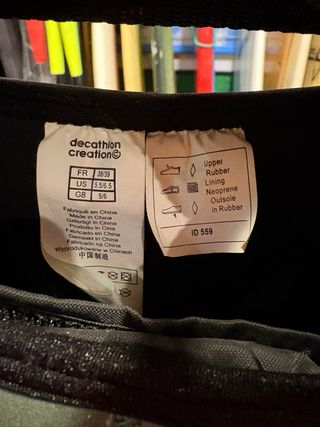 decathlon
creation©
FR 38/39
US 5.5/6.5
GB 5/6
Fabriqué en China
Made in China
Gefertigt in China
Prodotto in Cina
Fabricado en China
Gemaakt in China
Fabricado na China
Wyprodukowane w Chinach
中国制造
Upper
Rubber
Lining
Neoprene
Outsole
in Rubber
ID 559